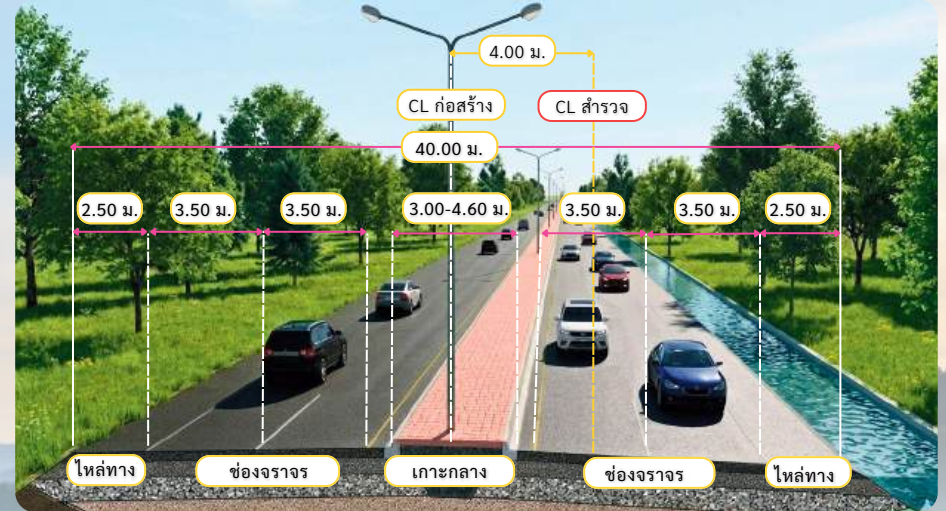 4.00 ม.
CL ก่อสร้าง
CL สำรวจ
40.00 ม.
2.50 ม.
3.50 ม.
3.50 ม.
3.00-4.60 ม.
3.50 ม.
3.50 ม.
2.50 ม.
ไหล่ทาง
ช่องจราจร
เกาะกลาง
ช่องจราจร
ไหล่ทาง